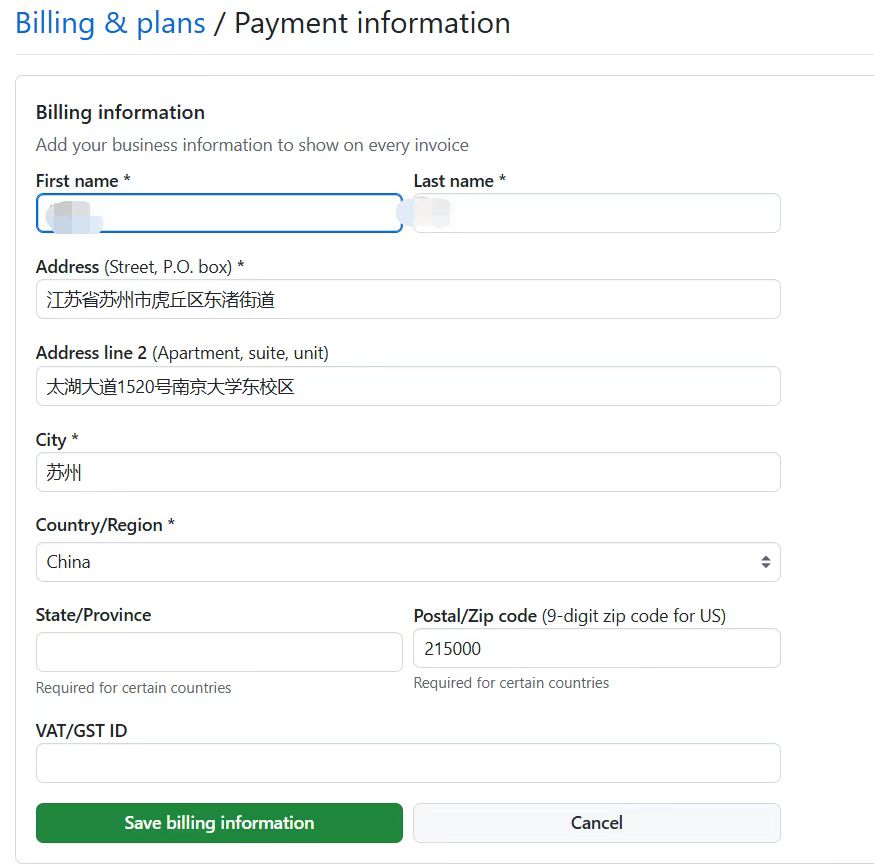 Billing & plans / Payment information
Billing information
Add your business information to show on every invoice
First name *
Last name *
Address (Street, P.O. box) *
江苏省苏州市虎丘区东渚街道
Address line 2 (Apartment, suite, unit)
太湖大道1520号南京大学东校区
City *
苏州
Country/Region *
China
State/Province
Postal/Zip code (9-digit zip code for US)
215000
Required for certain countries
Required for certain countries
VAT/GST ID
Save billing information
Cancel